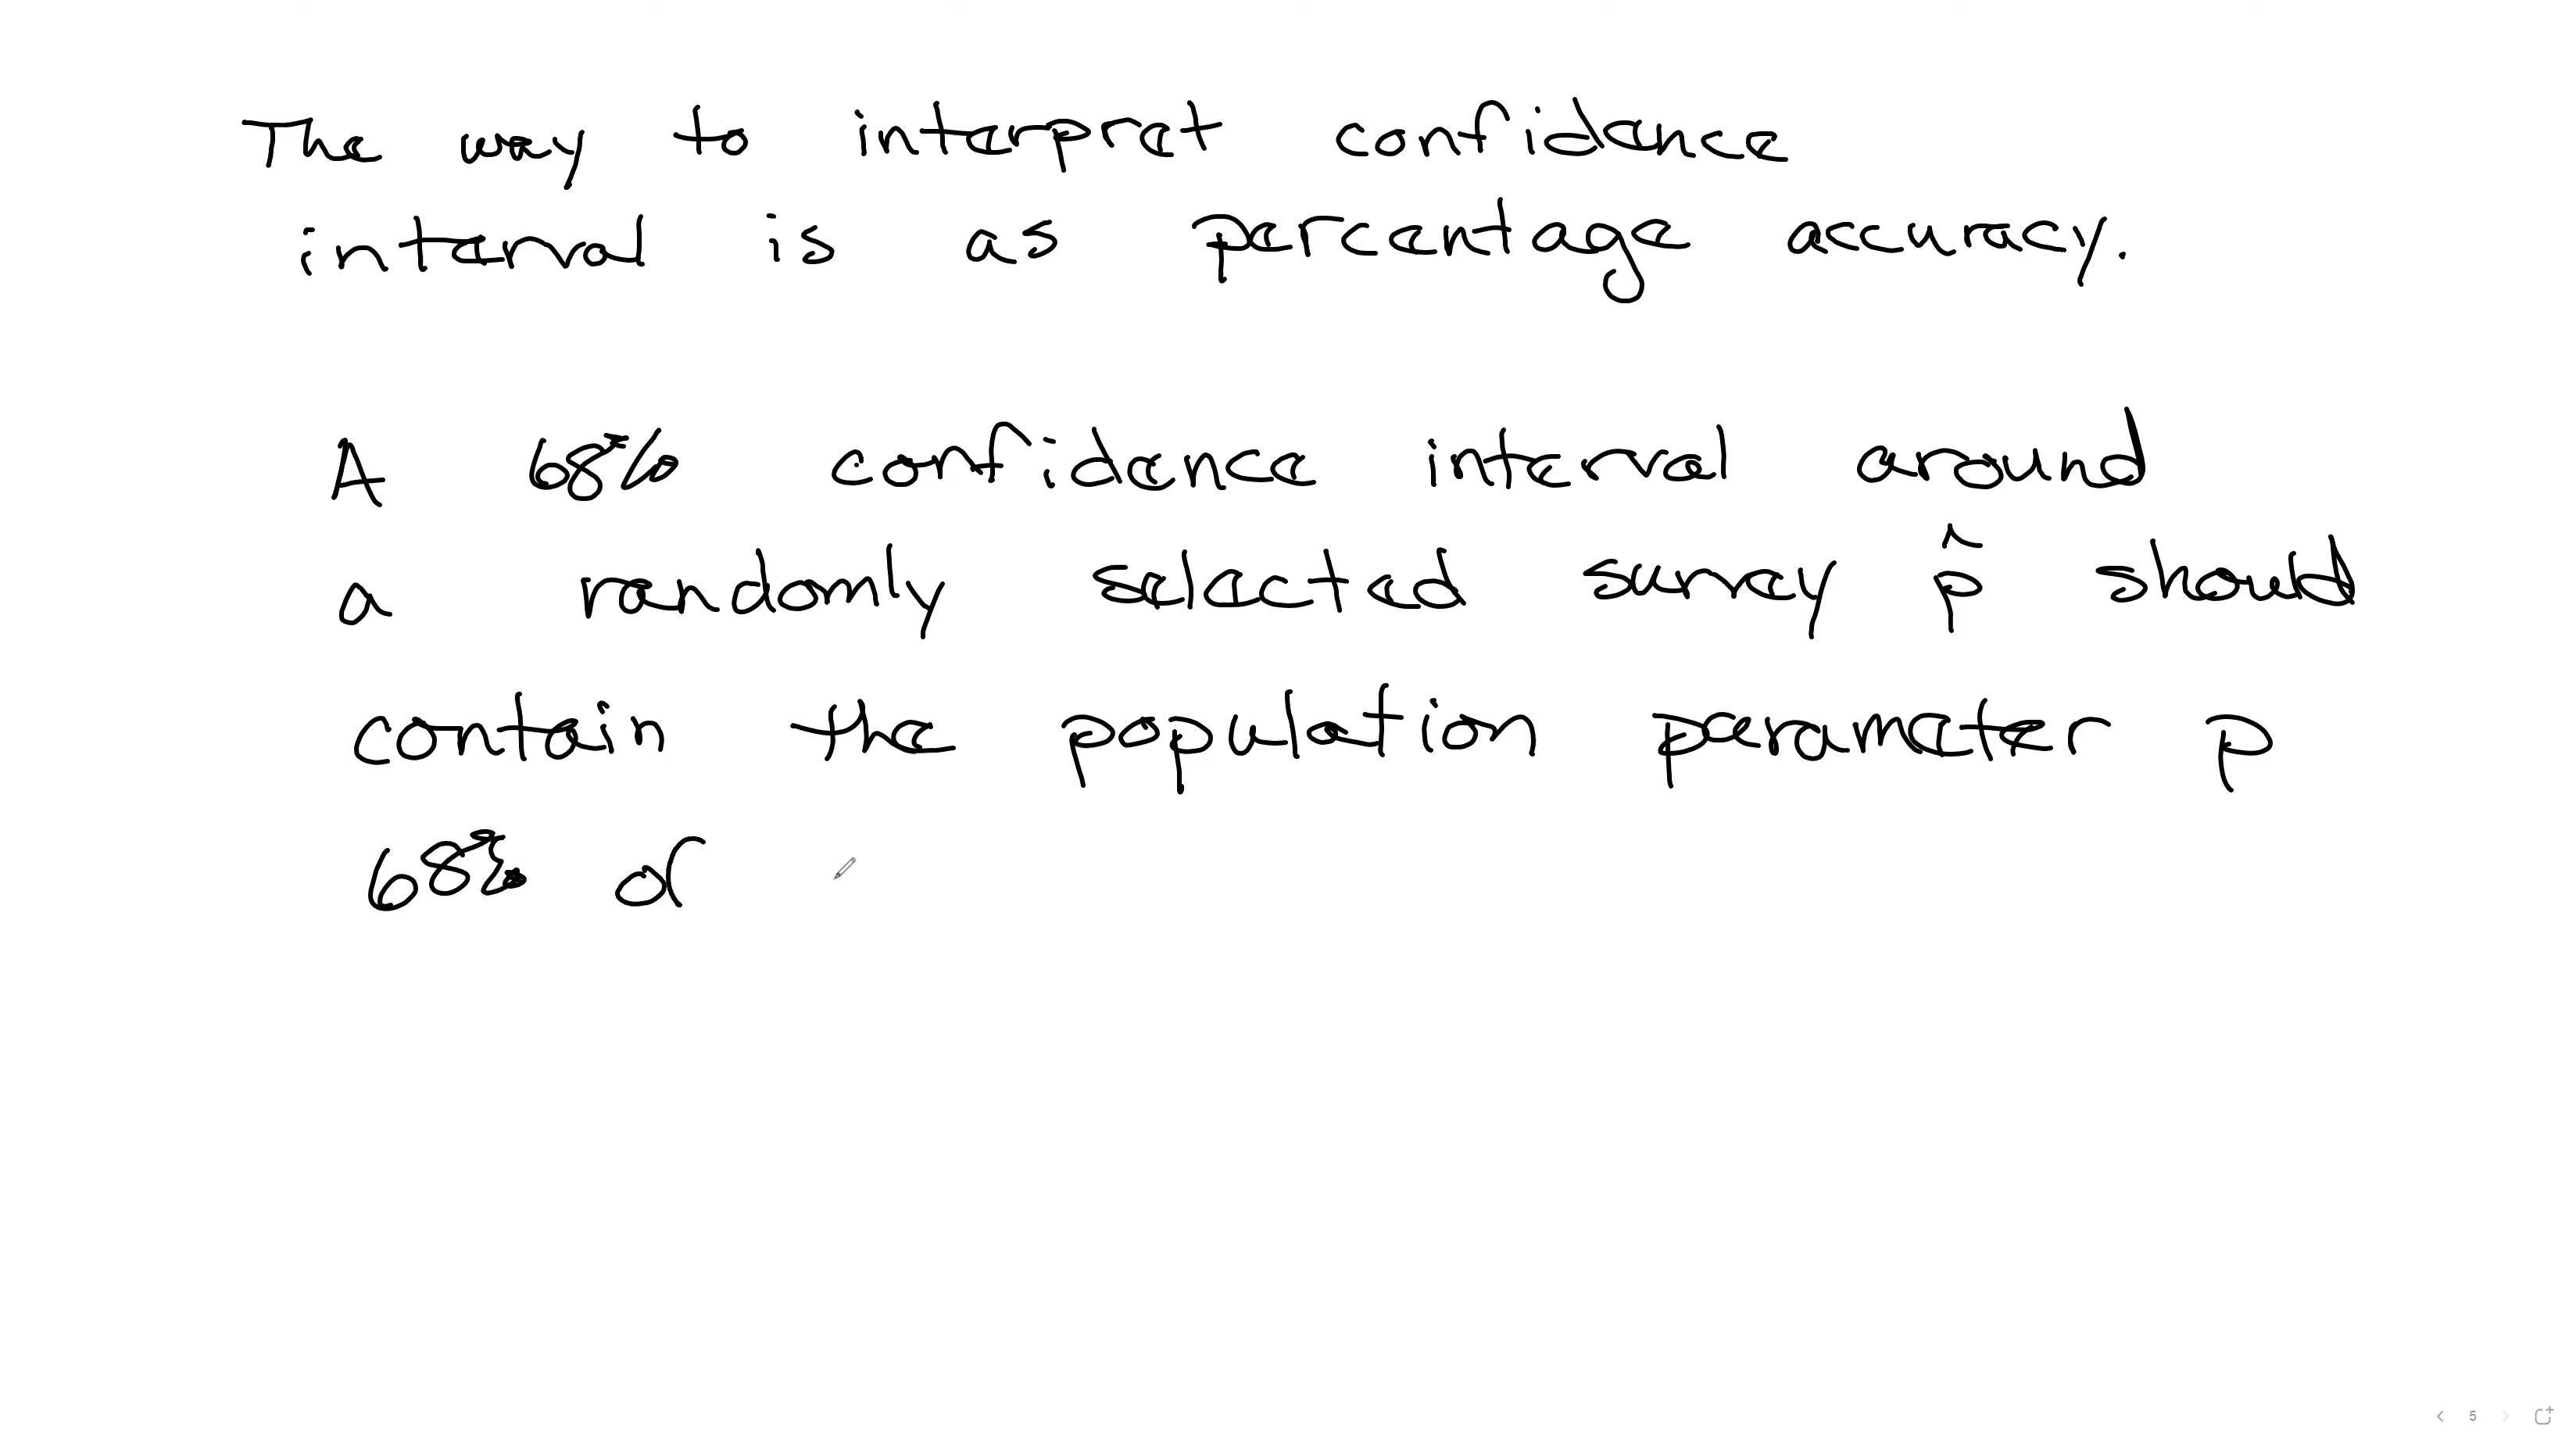 The way to interpret confidence
interval is as percentage accuracy.
A 68% confidence interval around
a randomly selected survey p̂ should
contain the population parameter p
68% of
5